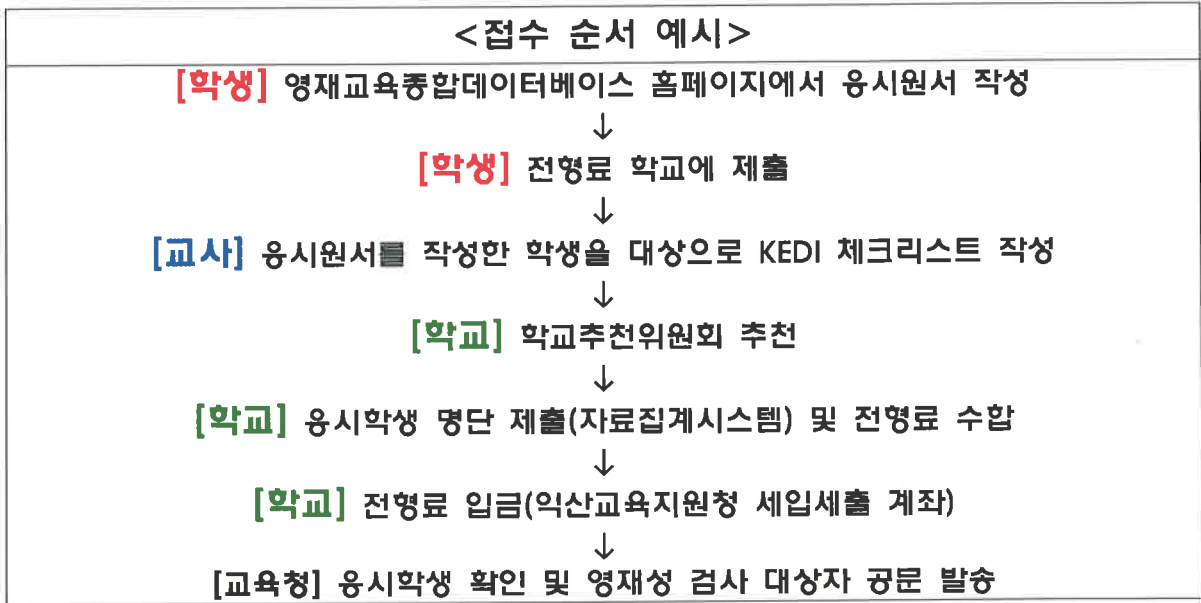 <접수 순서 예시>
[학생] 영재교육종합데이터베이스 홈페이지에서 응시원서 작성
↓
[학생] 전형료 학교에 제출
↓
[교사] 응시원서를 작성한 학생을 대상으로 KEDI 체크리스트 작성
↓
[학교] 학교추천위원회 추천
↓
[학교] 응시학생 명단 제출(자료집계시스템) 및 전형료 수합
↓
[학교] 전형료 입금(익산교육지원청 세입세출 계좌)
↓
[교육청] 응시학생 확인 및 영재성 검사 대상자 공문 발송